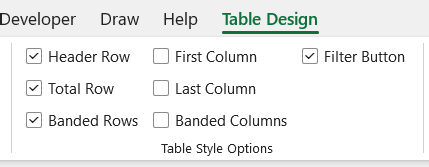 Developer Draw Help Table Design
Header Row First Column Filter Button
Total Row Last Column
Banded Rows Banded Columns
Table Style Options